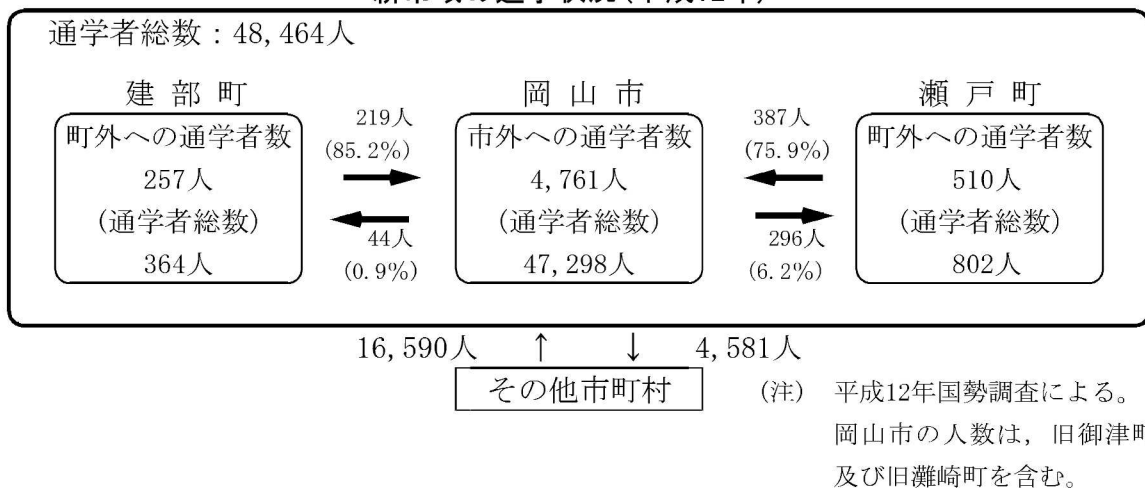 通学者総数：48,464人
建部町
岡山市
瀬戸町
町外への通学者数
257人
(通学者総数)
364人
219人
(85.2%)
44人
(0.9%)
市外への通学者数
4,761人
(通学者総数)
47,298人
387人
(75.9%)
296人
(6.2%)
町外への通学者数
510人
(通学者総数)
802人
16,590人 ↑ ↓ 4,581人
その他市町村
(注) 平成12年国勢調査による。
岡山市の人数は，旧御津町
及び旧灘崎町を含む。